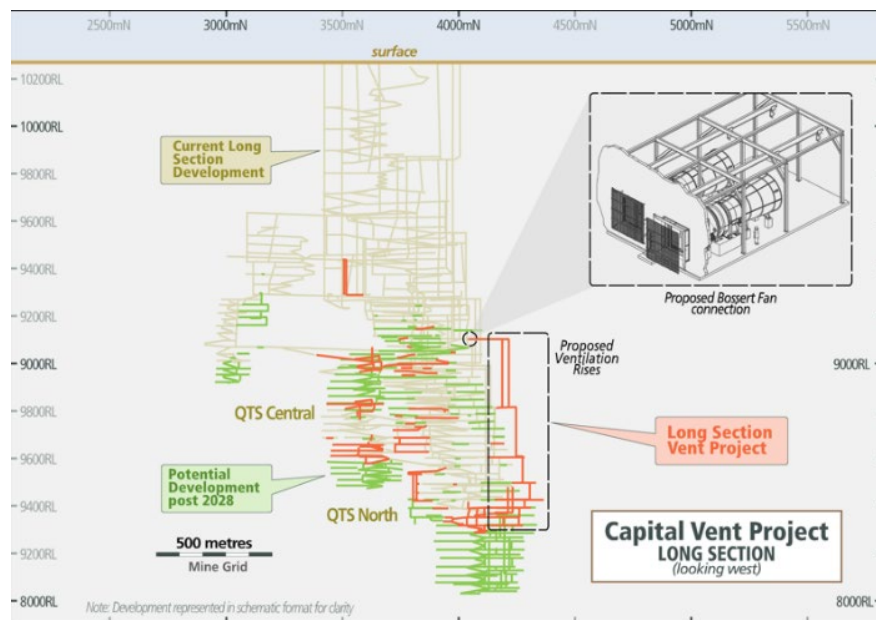 2500mN 3000mN 3500mN 4000mN 4500mN 5000mN 5500mN
surface
10200RL
10000RL
9800RL
9600RL
9400RL
9200RL
9000RL
9800RL
9600RL
9400RL
9200RL
8000RL
Current Long
Section
Development
Proposed Bossert Fan
connection
Proposed
Ventilation
Rises
9000RL
QTS Central
Long Section
Vent Project
Potential
Development
post 2028
QTS North
500 metres
Mine Grid
Capital Vent Project
LONG SECTION
(looking west)
Note: Development represented in schematic format for clarity
8000RL